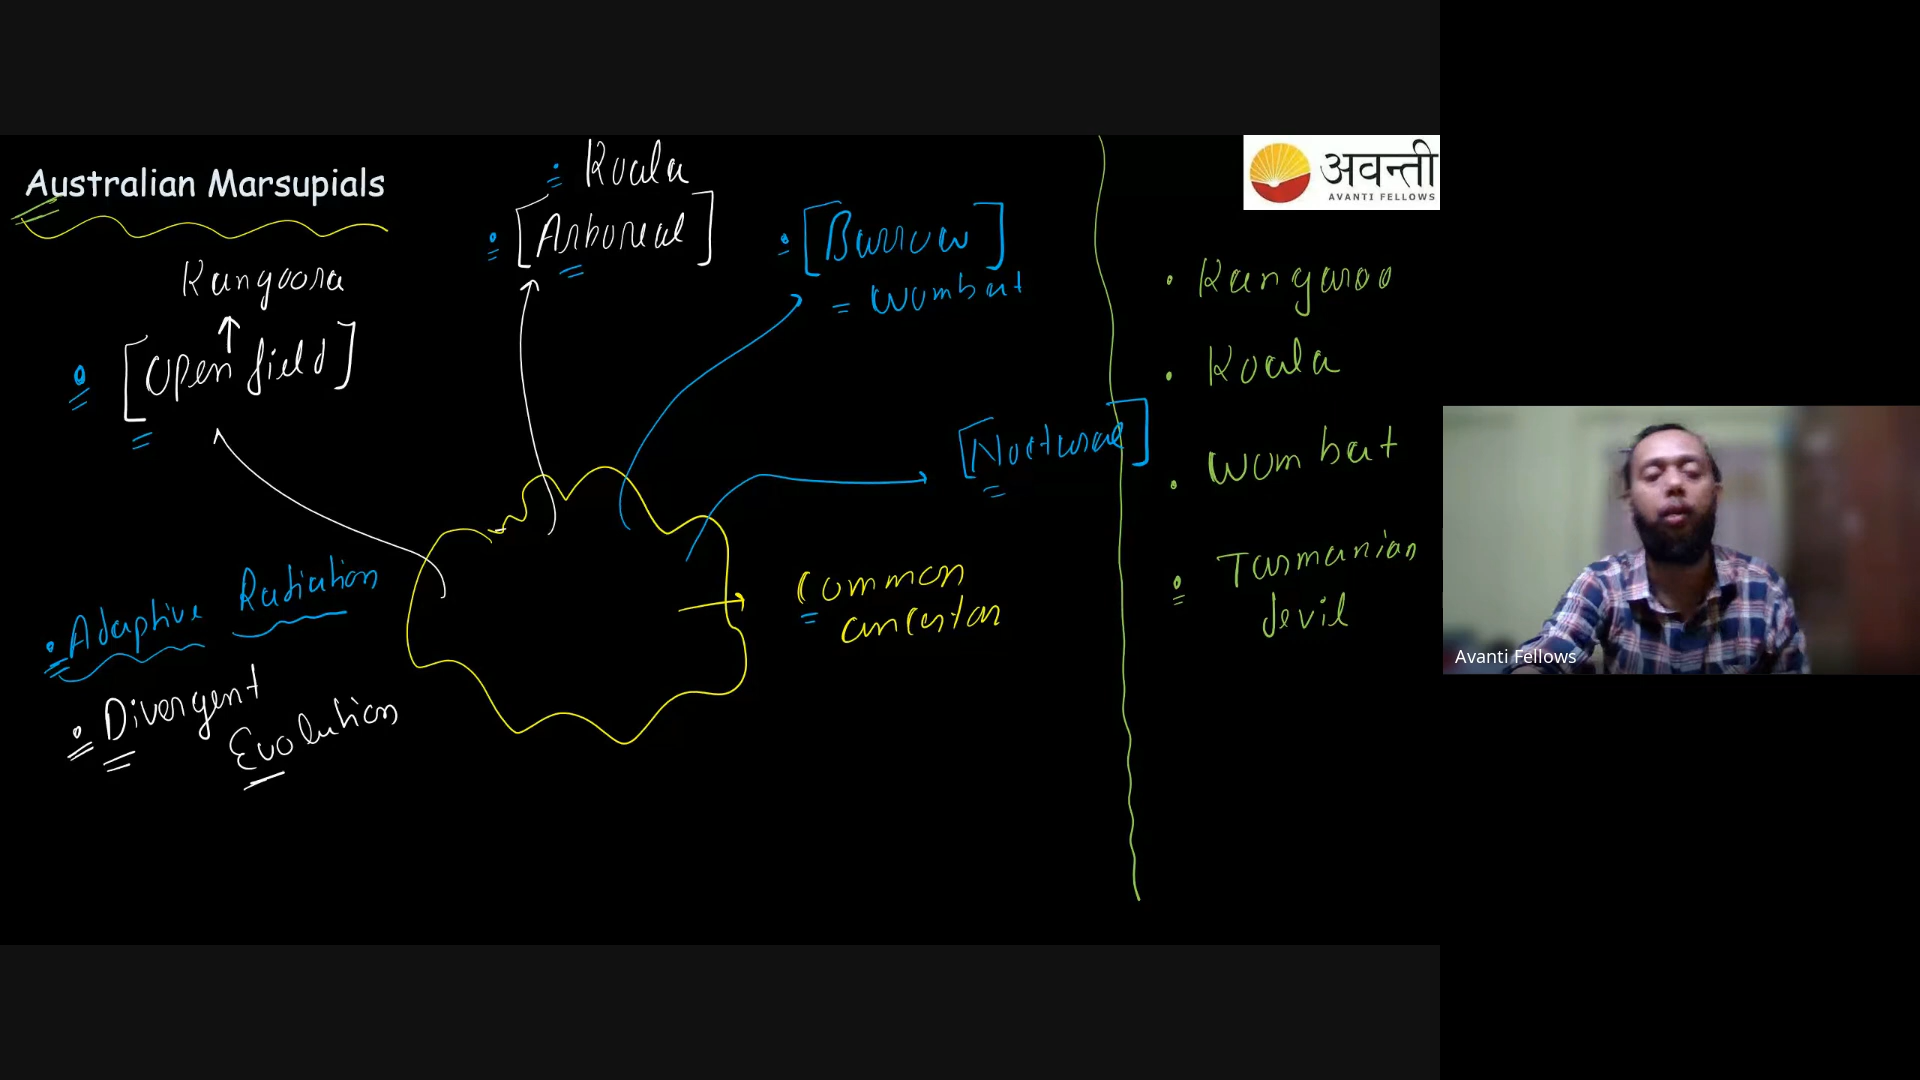 Australian Marsupials
Koala
[Arboreal]
[Burrow]
= Wombat
Kangoora
[Open field]
[Nocturnal]
Common
ancestor
Adaptive Radiation
Divergent
Evolution
• Kangaroo
• Koala
• Wombat
Tasmanian
devil
अवन्ती
AVANTI FELLOWS
Avanti Fellows